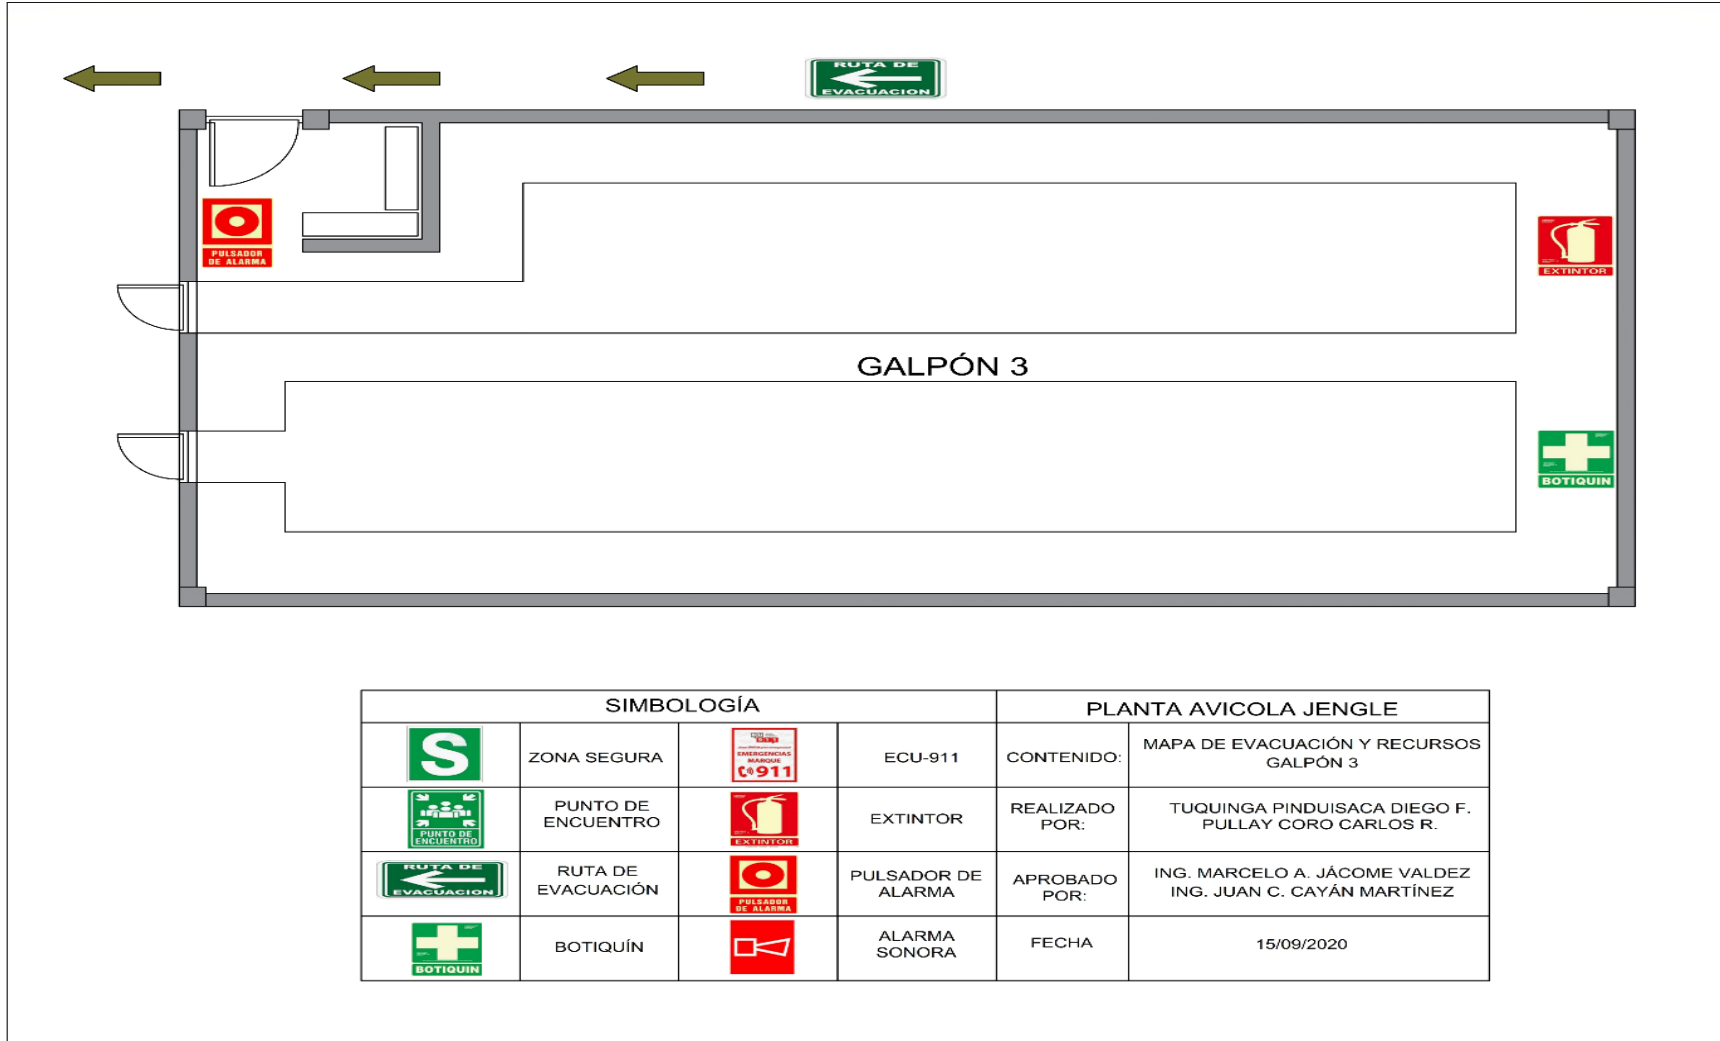 RUTA DE
EVACUACION
PULSADOR
DE ALARMA
EXTINTOR
GALPÓN 3
BOTIQUIN
SIMBOLOGÍA
PLANTA AVICOLA JENGLE
ZONA SEGURA
EMERGENCIAS
MARQUE
911
ECU-911
CONTENIDO:
MAPA DE EVACUACIÓN Y RECURSOS
GALPÓN 3
PUNTO DE
ENCUENTRO
PUNTO DE
ENCUENTRO
EXTINTOR
EXTINTOR
REALIZADO
POR:
TUQUINGA PINDUISACA DIEGO F.
PULLAY CORO CARLOS R.
RUTA DE
EVACUACION
RUTA DE
EVACUACIÓN
PULSADOR
DE ALARMA
PULSADOR DE
ALARMA
APROBADO
POR:
ING. MARCELO A. JÁCOME VALDEZ
ING. JUAN C. CAYÁN MARTÍNEZ
BOTIQUIN
BOTIQUÍN
ALARMA
SONORA
FECHA
15/09/2020